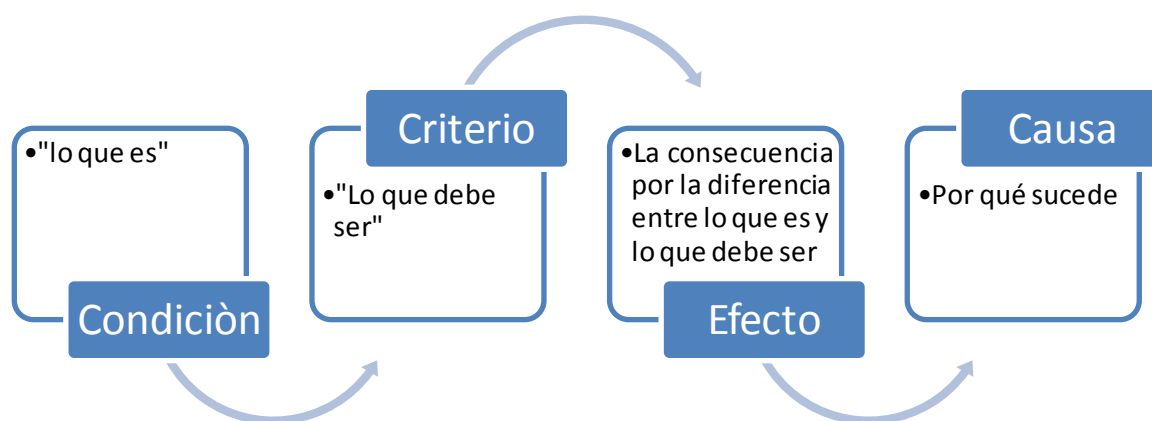 •"lo que es"
Condiciòn
Criterio
•"Lo que debe
ser"
•La consecuencia
por la diferencia
entre lo que es y
lo que debe ser
Efecto
Causa
•Por qué sucede